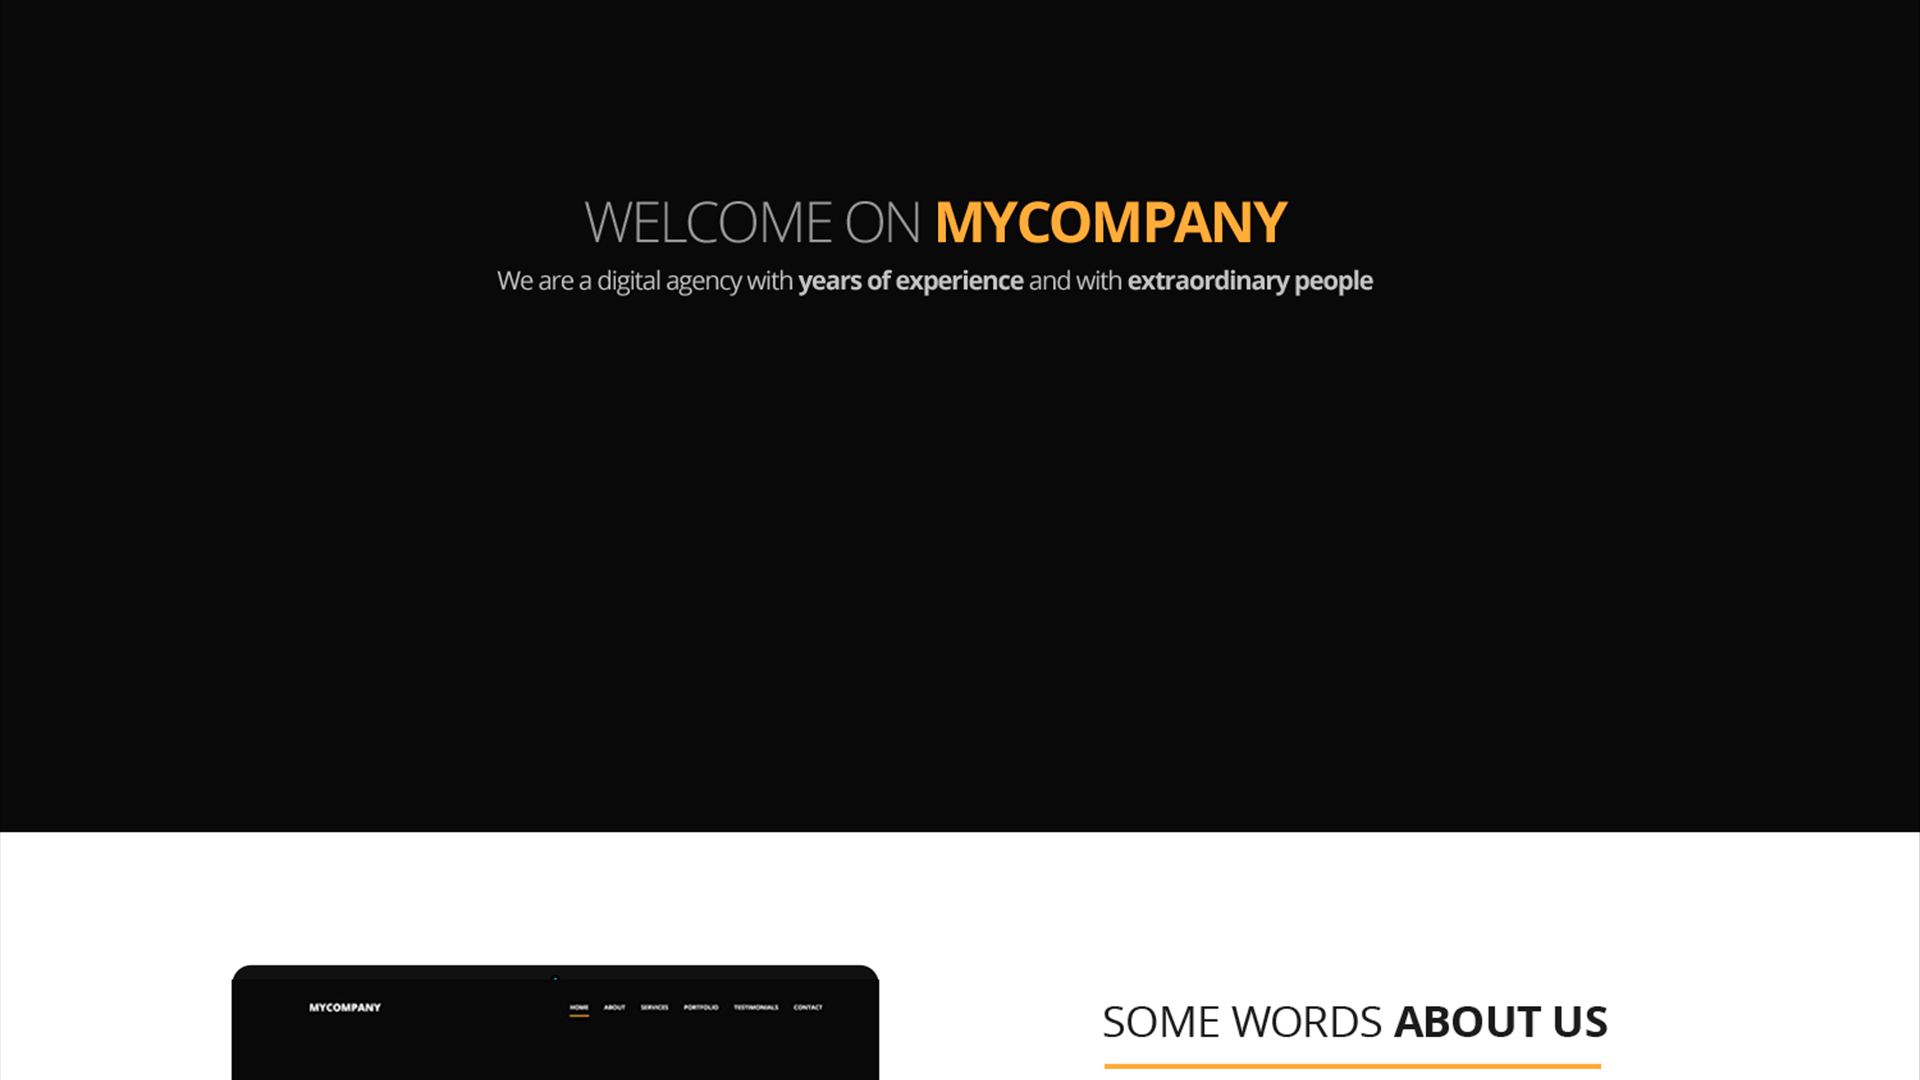 WELCOME ON MYCOMPANY
We are a digital agency with years of experience and with extraordinary people
MYCOMPANY HOME ABOUT SERVICES PORTFOLIO TESTIMONIALS CONTACT
SOME WORDS ABOUT US